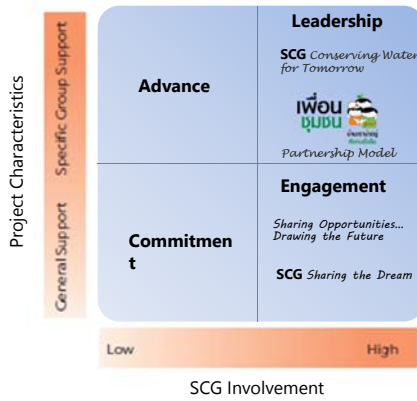 Leadership
SCG Conserving Water
for Tomorrow
Advance
เพื่อน
ชุมชน
Partnership Model
Engagement
Sharing Opportunities...
Drawing the Future
Commitmen
t
SCG Sharing the Dream
Project Characteristics
Specific Group Support
General Support
Low
High
SCG Involvement